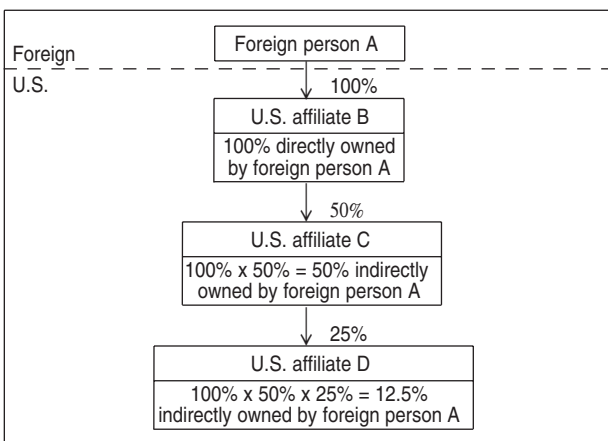 Foreign person A
Foreign
U.S.
100%
U.S. affiliate B
100% directly owned
by foreign person A
50%
U.S. affiliate C
100% x 50% = 50% indirectly
owned by foreign person A
25%
U.S. affiliate D
100% x 50% x 25% = 12.5%
indirectly owned by foreign person A